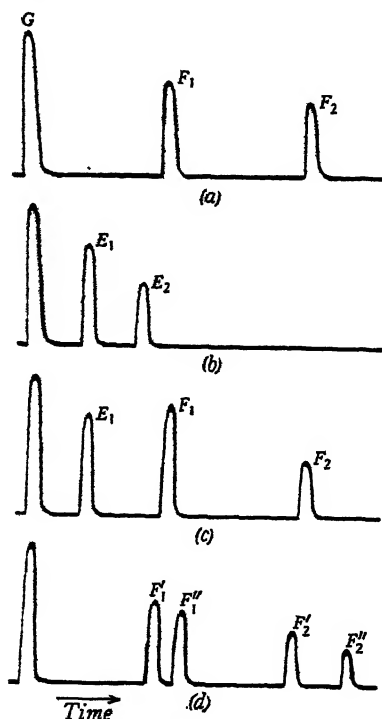 G
F₁
F₂
(a)
E₁
E₂
(b)
E₁
F₁
F₂
(c)
F₁′ F₁″
F₂′ F₂″
Time
(d)